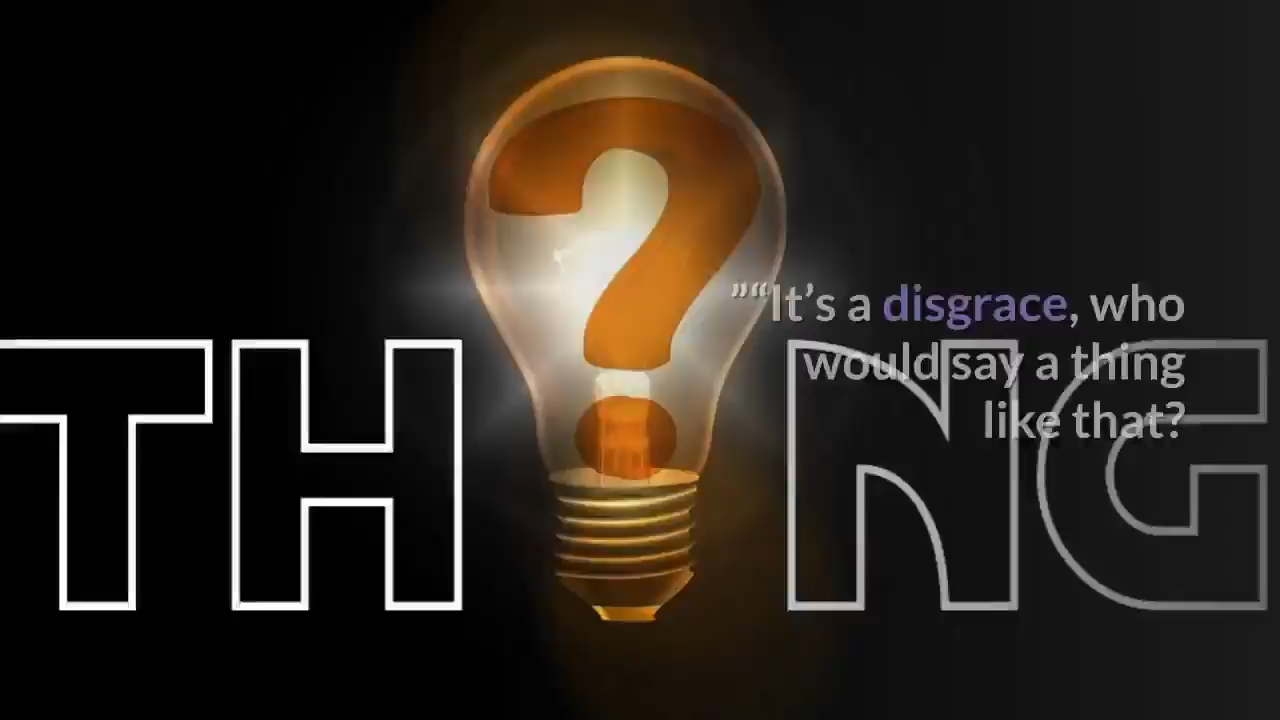 TH?NG
”“It’s a disgrace, who
would say a thing
like that?